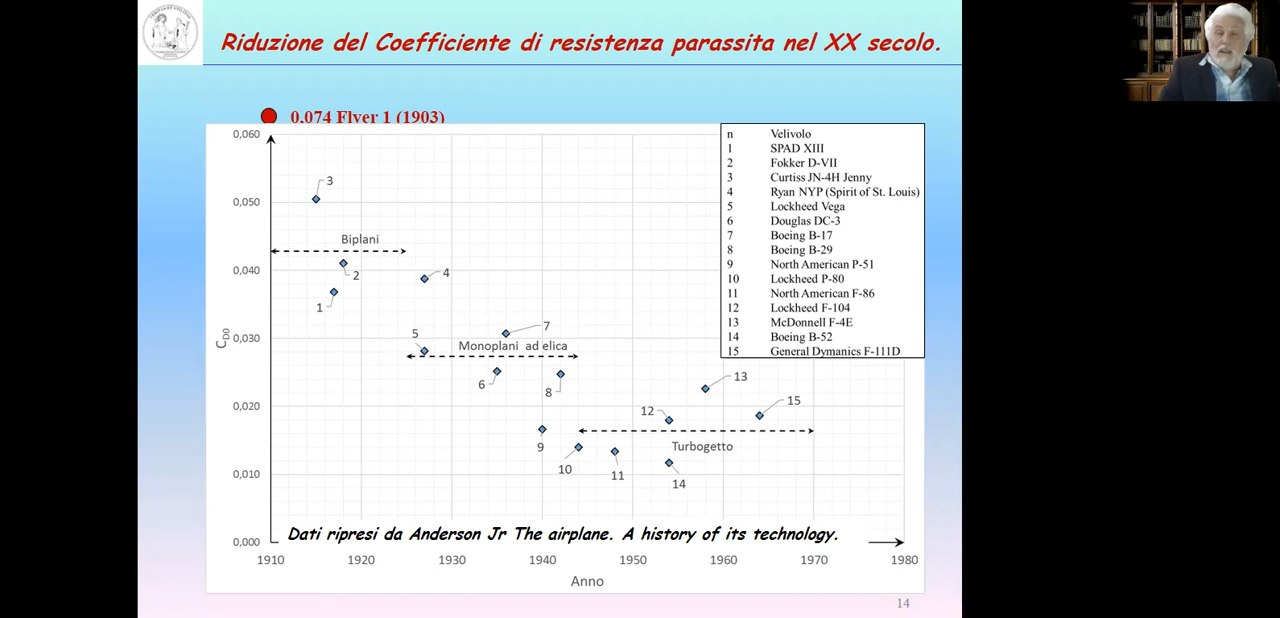 Riduzione del Coefficiente di resistenza parassita nel XX secolo.
0,074 Flyer 1 (1903)
n Velivolo
1 SPAD XIII
2 Fokker D-VII
3 Curtiss JN-4H Jenny
4 Ryan NYP (Spirit of St. Louis)
5 Lockheed Vega
6 Douglas DC-3
7 Boeing B-17
8 Boeing B-29
9 North American P-51
10 Lockheed P-80
11 North American F-86
12 Lockheed F-104
13 McDonnell F-4E
14 Boeing B-52
15 General Dymanics F-111D
0,060
0,050
0,040
0,030
0,020
0,010
0,000
CD0
3
Biplani
2
4
1
5
7
Monoplani ad elica
6
8
13
12
15
9
Turbogetto
10
11
14
Dati ripresi da Anderson Jr The airplane. A history of its technology.
1910 1920 1930 1940 1950 1960 1970 1980
Anno
14